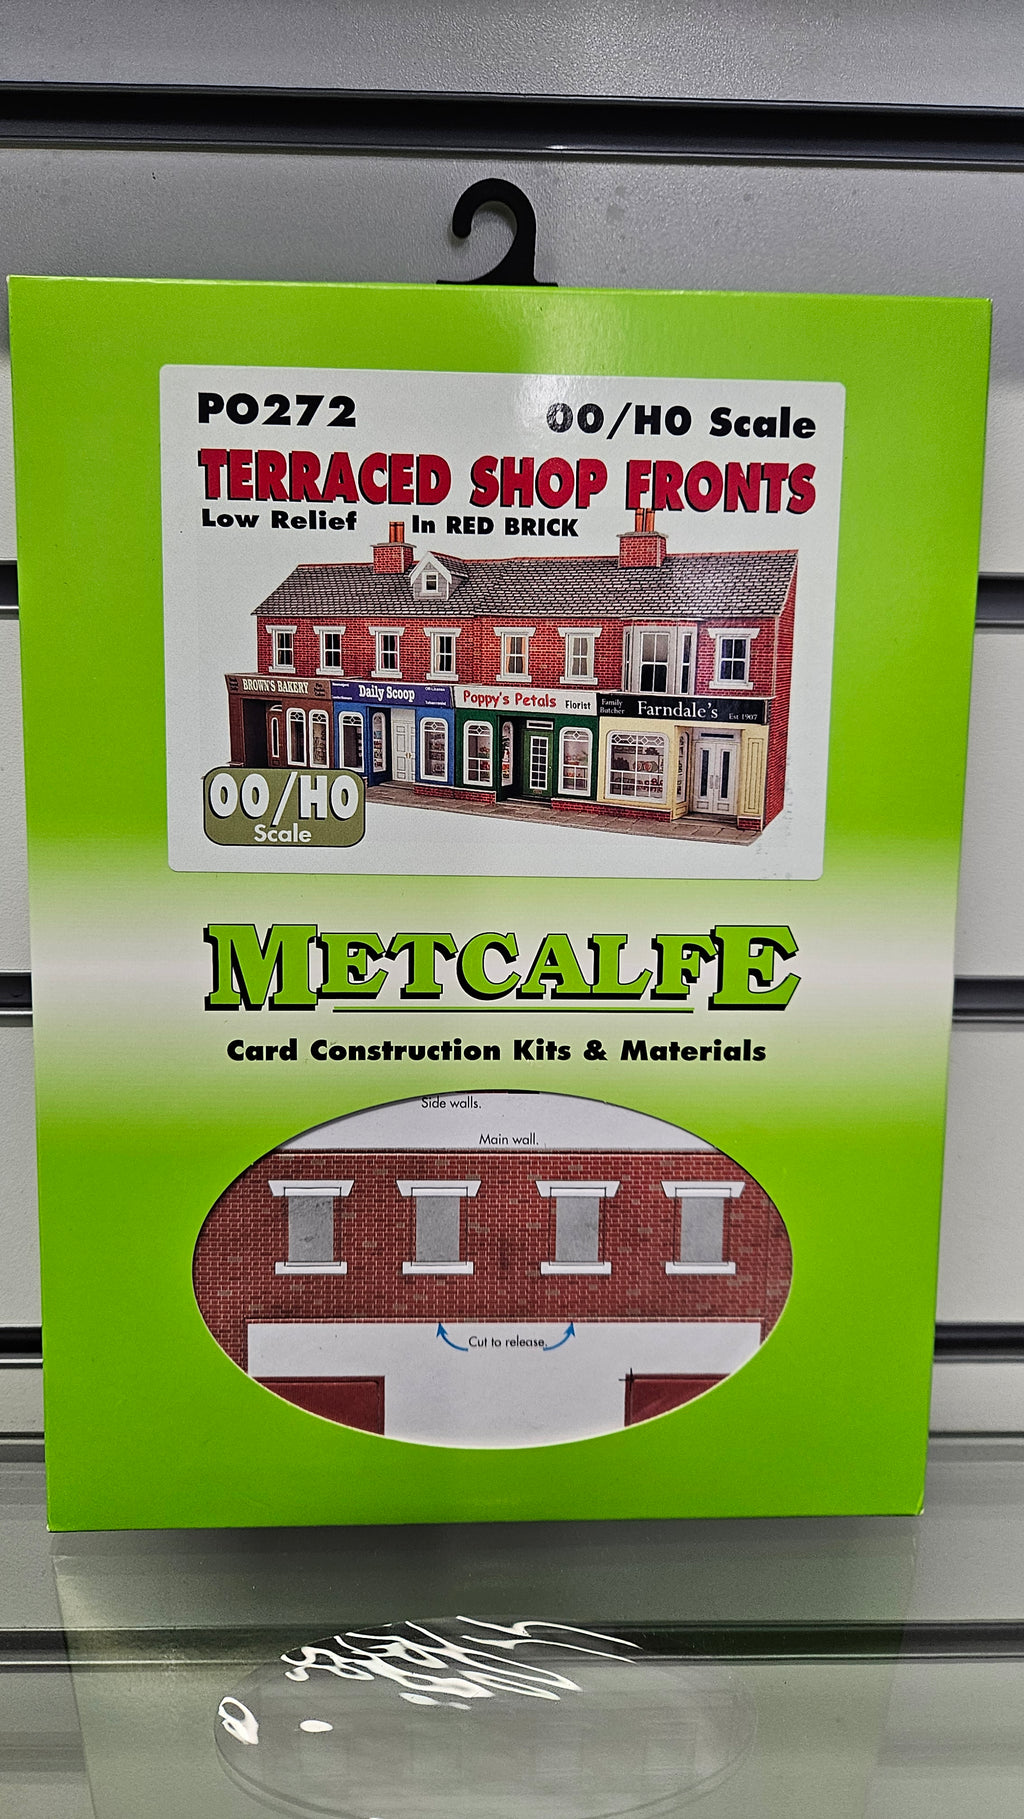 PO272
OO/HO Scale
TERRACED SHOP FRONTS
Low Relief In RED BRICK
BROWN'S BAKERY
Daily Scoop
Off-Licence
Poppy's Petals Florist
Family Butcher
Farndale's
Est 1907
OO/HO
Scale
METCALFE
Card Construction Kits & Materials
Side walls.
Main wall.
Cut to release.